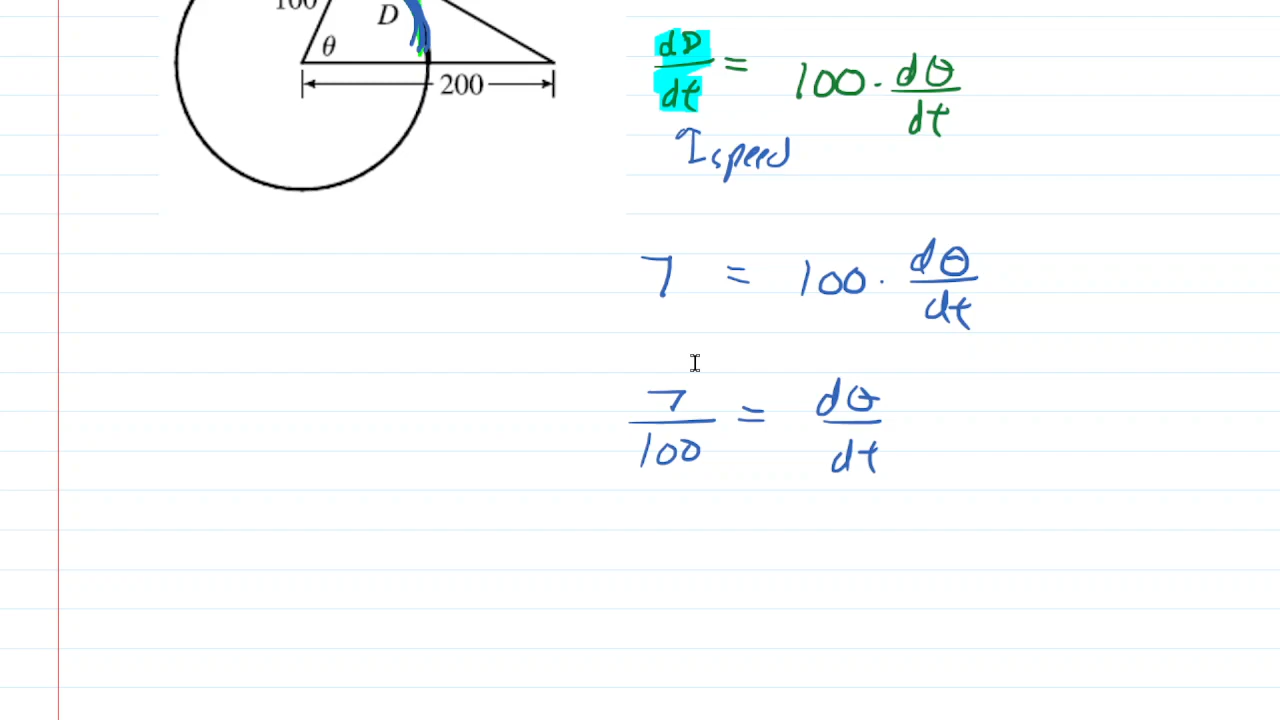 100
D
θ
200
dD/dt = 100 · dθ/dt
speed
7 = 100 · dθ/dt
7/100 = dθ/dt